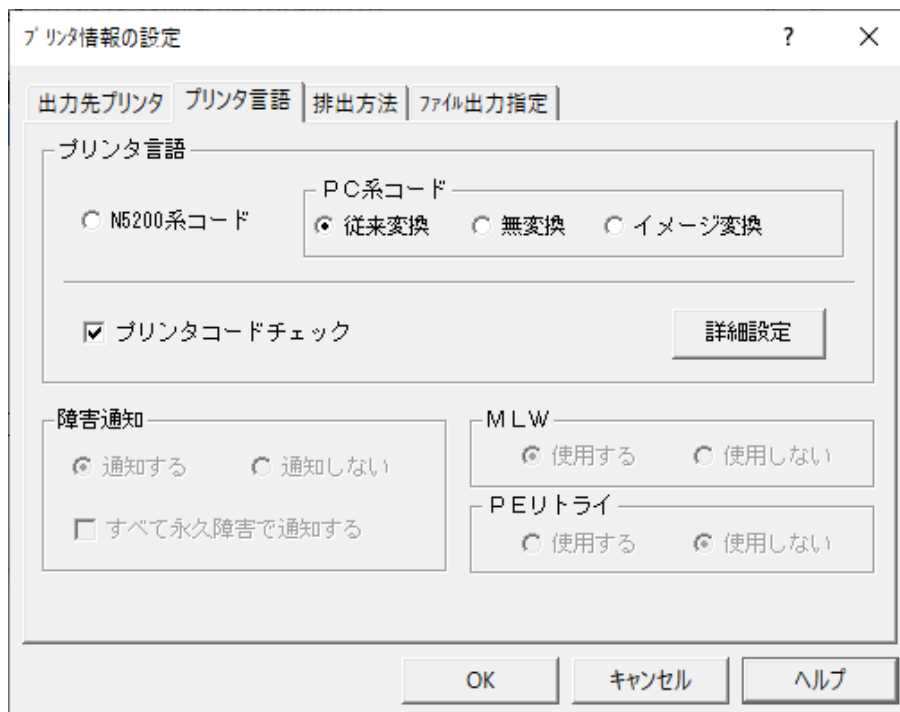 プリンタ情報の設定
出力先プリンタ プリンタ言語 排出方法 ファイル出力指定
プリンタ言語
PC系コード
N5200系コード 従来変換 無変換 イメージ変換
プリンタコードチェック 詳細設定
障害通知 MLW
通知する 通知しない 使用する 使用しない
PEリトライ
すべて永久障害で通知する 使用する 使用しない
OK キャンセル ヘルプ